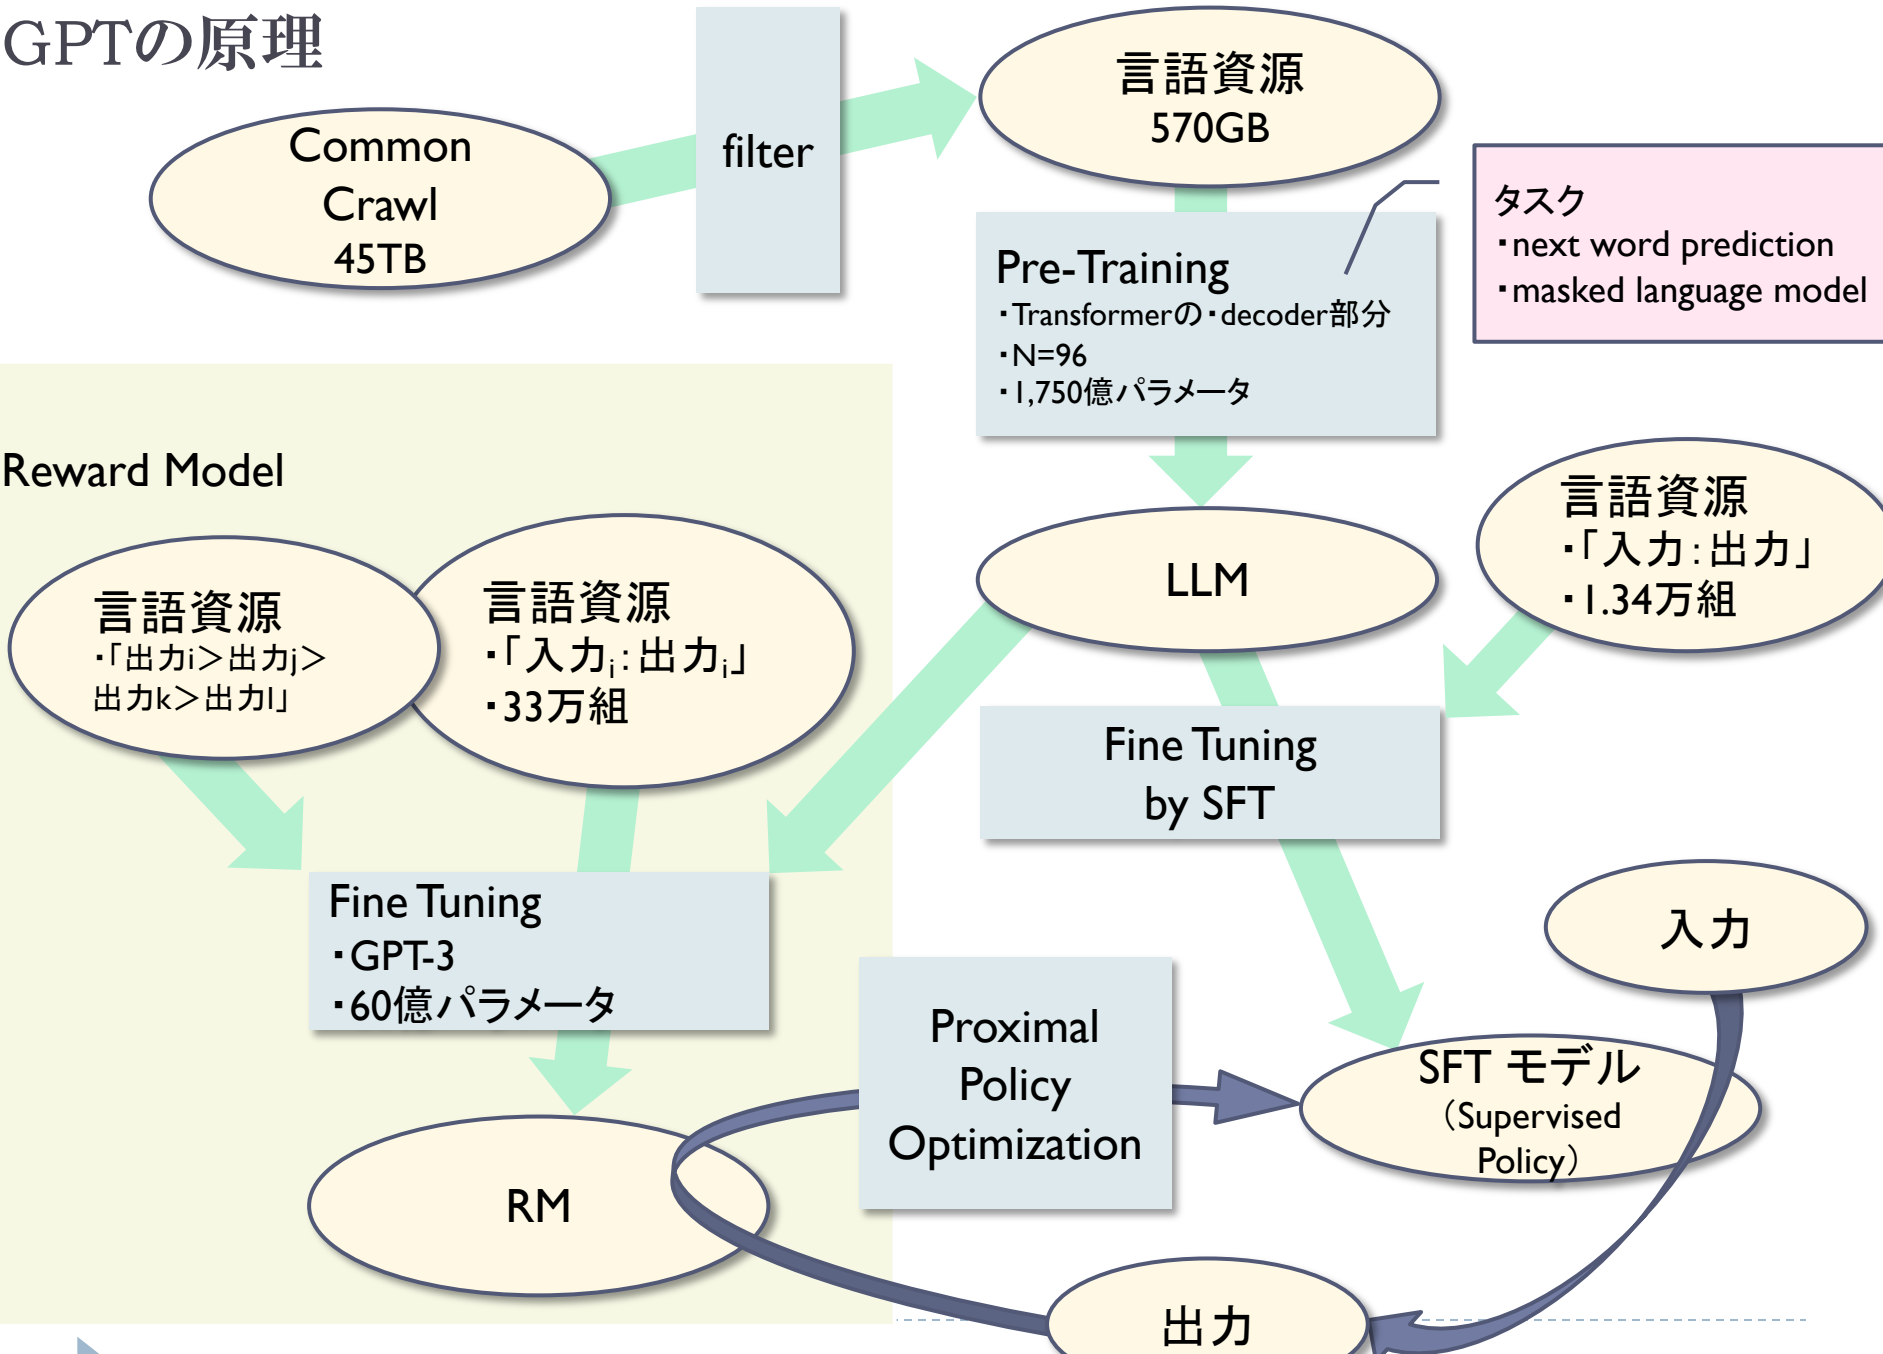 GPTの原理
Common
Crawl
45TB
filter
言語資源
570GB
タスク
・next word prediction
・masked language model
Pre-Training
・Transformerの・decoder部分
・N=96
・1,750億パラメータ
Reward Model
言語資源
・「出力i＞出力j＞
出力k＞出力l」
言語資源
・「入力i：出力i」
・33万組
LLM
言語資源
・「入力：出力」
・1.34万組
Fine Tuning
by SFT
Fine Tuning
・GPT-3
・60億パラメータ
入力
Proximal
Policy
Optimization
SFT モデル
（Supervised
Policy）
RM
出力